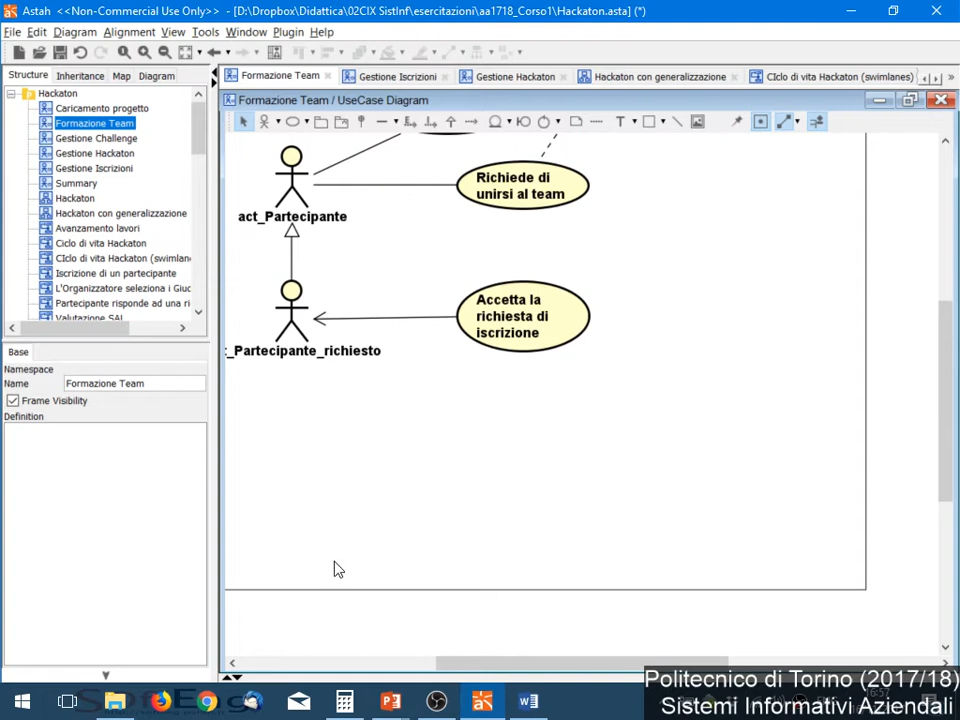 Astah <<Non-Commercial Use Only>> - [D:\Dropbox\Didattica\02CIX SistInf\esercitazioni\aa1718_Corso1\Hackaton.asta] (*)
File Edit Diagram Alignment View Tools Window Plugin Help
Structure Inheritance Map Diagram
Formazione Team Gestione Iscrizioni Gestione Hackaton Hackaton con generalizzazione CIclo di vita Hackaton (swimlanes)
Hackaton
Caricamento progetto
Formazione Team
Gestione Challenge
Gestione Hackaton
Gestione Iscrizioni
Summary
Hackaton
Hackaton con generalizzazione
Avanzamento lavori
Ciclo di vita Hackaton
CIclo di vita Hackaton (swimlane
Iscrizione di un partecipante
L'Organizzatore seleziona i Giuc
Partecipante risponde ad una ri
Valutazione SAL
Base
Namespace
Name Formazione Team
Frame Visibility
Definition
Formazione Team / UseCase Diagram
T
Richiede di
unirsi al team
act_Partecipante
Accetta la
richiesta di
iscrizione
t_Partecipante_richiesto
Politecnico di Torino (2017/18)
16:57
Sistemi Informativi Aziendali